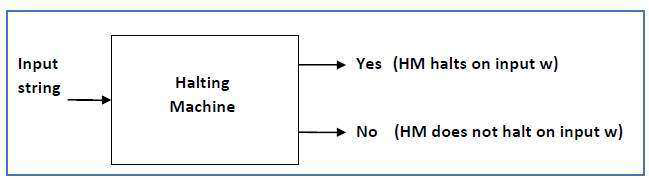 Input
string
Halting
Machine
Yes (HM halts on input w)
No (HM does not halt on input w)